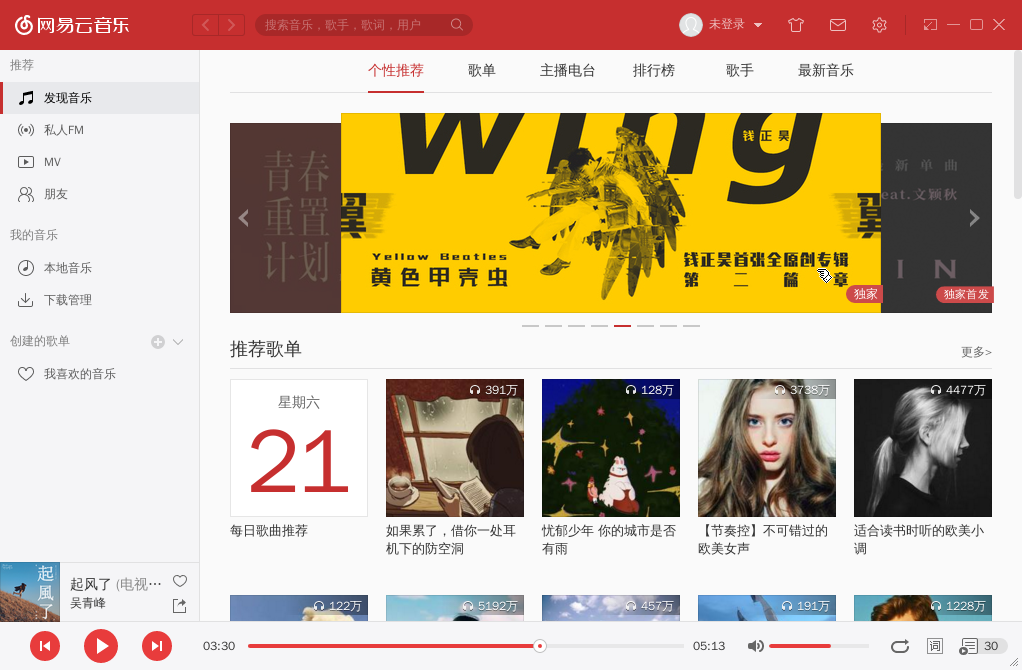 网易云音乐
搜索音乐，歌手，歌词，用户
未登录
推荐
发现音乐
私人FM
MV
朋友
我的音乐
本地音乐
下载管理
创建的歌单
我喜欢的音乐
个性推荐 歌单 主播电台 排行榜 歌手 最新音乐
青春
重置
计划
wing
钱正昊
Yellow Beatles
黄色甲壳虫
钱正昊首张全原创专辑
第二篇章
独家
新单曲
eat.文颖秋
IN
独家首发
推荐歌单
更多>
星期六
21
每日歌曲推荐
391万
如果累了，借你一处耳
机下的防空洞
128万
忧郁少年 你的城市是否
有雨
3738万
【节奏控】不可错过的
欧美女声
4477万
适合读书时听的欧美小
调
122万
5192万
457万
191万
1228万
起風了
起风了 (电视…
吴青峰
03:30
05:13
词
30